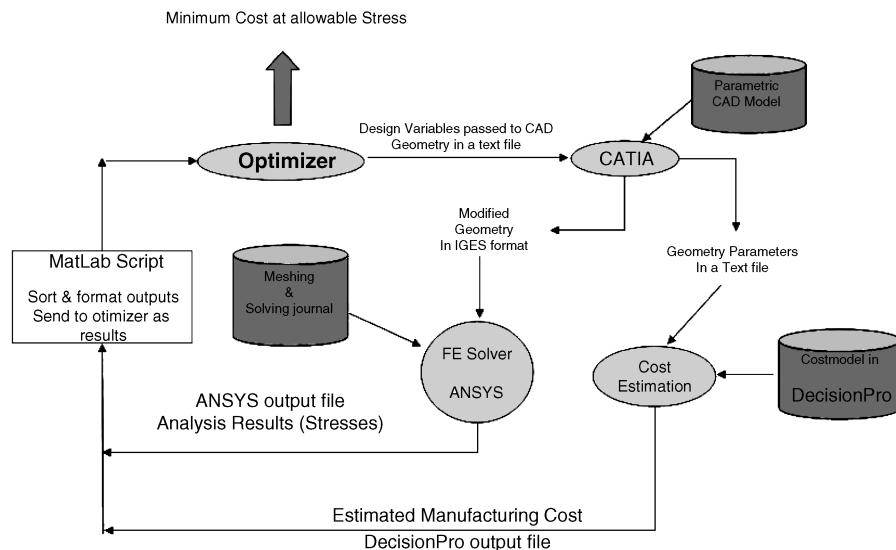 Minimum Cost at allowable Stress
Parametric
CAD Model
Design Variables passed to CAD
Geometry in a text file
Optimizer
CATIA
Modified
Geometry
In IGES format
Geometry Parameters
In a Text file
MatLab Script
Sort & format outputs
Send to otimizer as
results
Meshing
&
Solving journal
FE Solver
ANSYS
Cost
Estimation
Costmodel in
DecisionPro
ANSYS output file
Analysis Results (Stresses)
Estimated Manufacturing Cost
DecisionPro output file